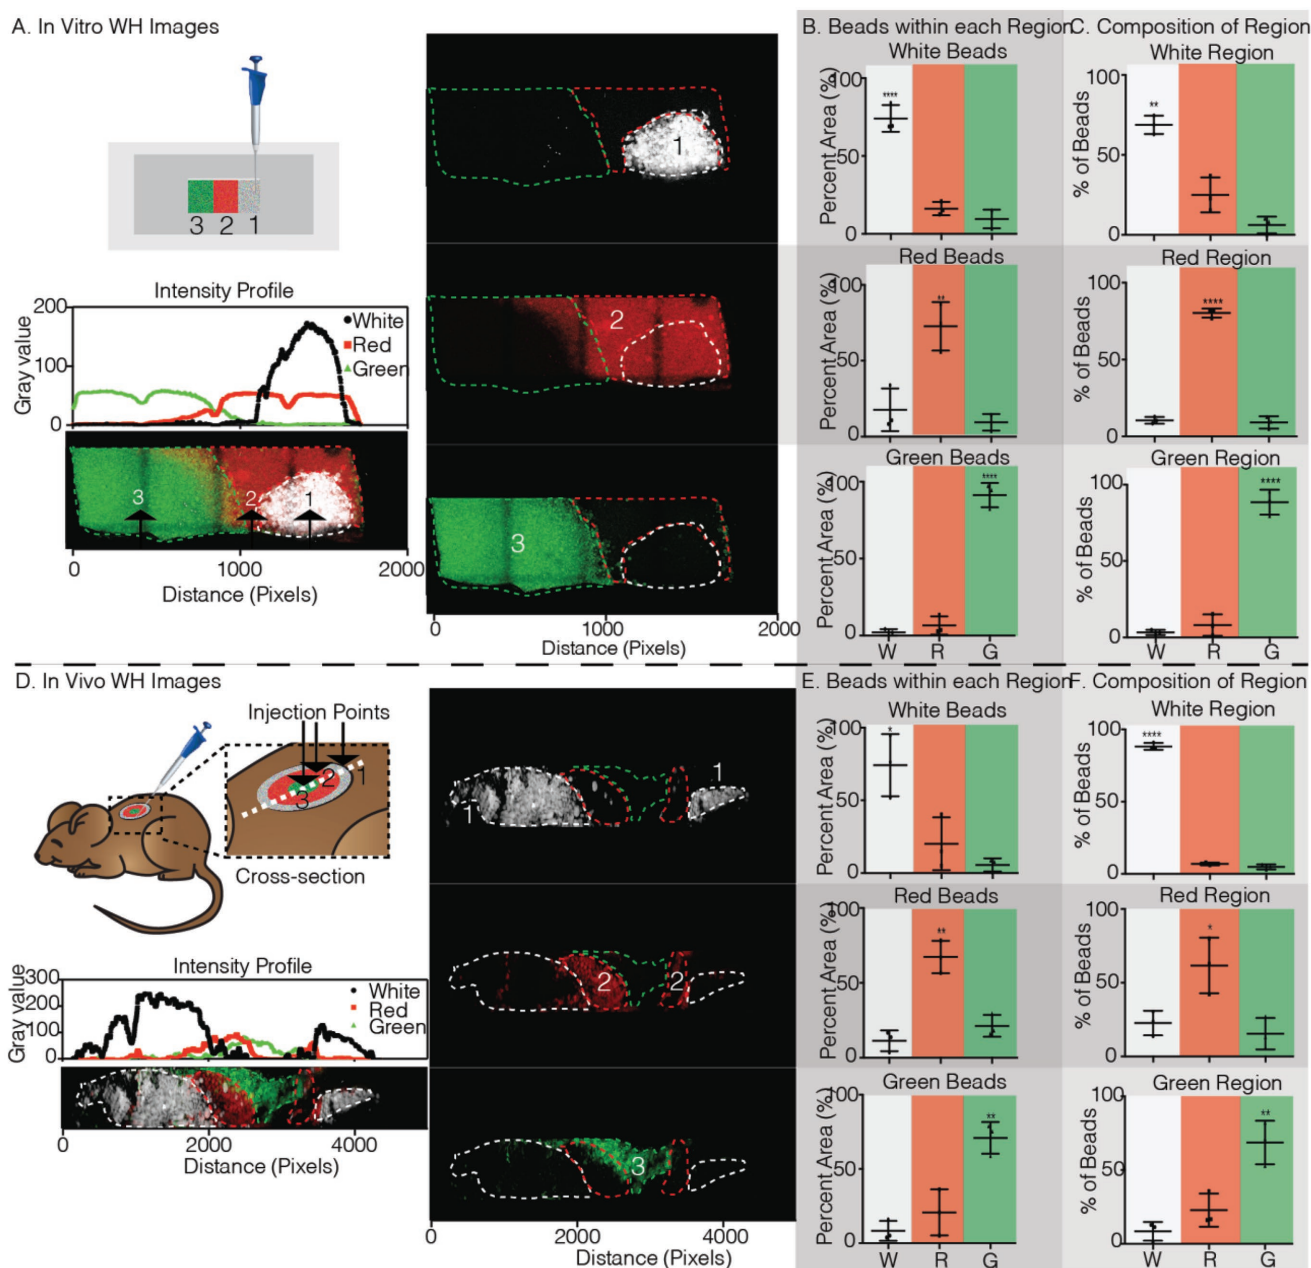 A. In Vitro WH Images
3 2 1
Intensity Profile
Gray value
200
100
0
White
Red
Green
3 2 1
0 1000 2000
Distance (Pixels)
1
2
3
0 1000 2000
Distance (Pixels)
B. Beads within each Region
White Beads
Percent Area (%)
100
50
0
****
Red Beads
Percent Area (%)
100
50
0
**
Green Beads
Percent Area (%)
100
50
0
****
W R G
C. Composition of Region
White Region
% of Beads
100
50
0
**
Red Region
% of Beads
100
50
0
****
Green Region
% of Beads
100
50
0
****
W R G
D. In Vivo WH Images
Injection Points
1
2
3
Cross-section
Intensity Profile
Gray value
300
200
100
0
White
Red
Green
0 2000 4000
Distance (Pixels)
1
1
2 2
3
0 2000 4000
Distance (Pixels)
E. Beads within each Region
White Beads
Percent Area (%)
100
50
0
*
Red Beads
Percent Area (%)
100
50
0
**
Green Beads
Percent Area (%)
100
50
0
**
W R G
F. Composition of Region
White Region
% of Beads
100
50
0
****
Red Region
% of Beads
100
50
0
*
Green Region
% of Beads
100
50
0
**
W R G